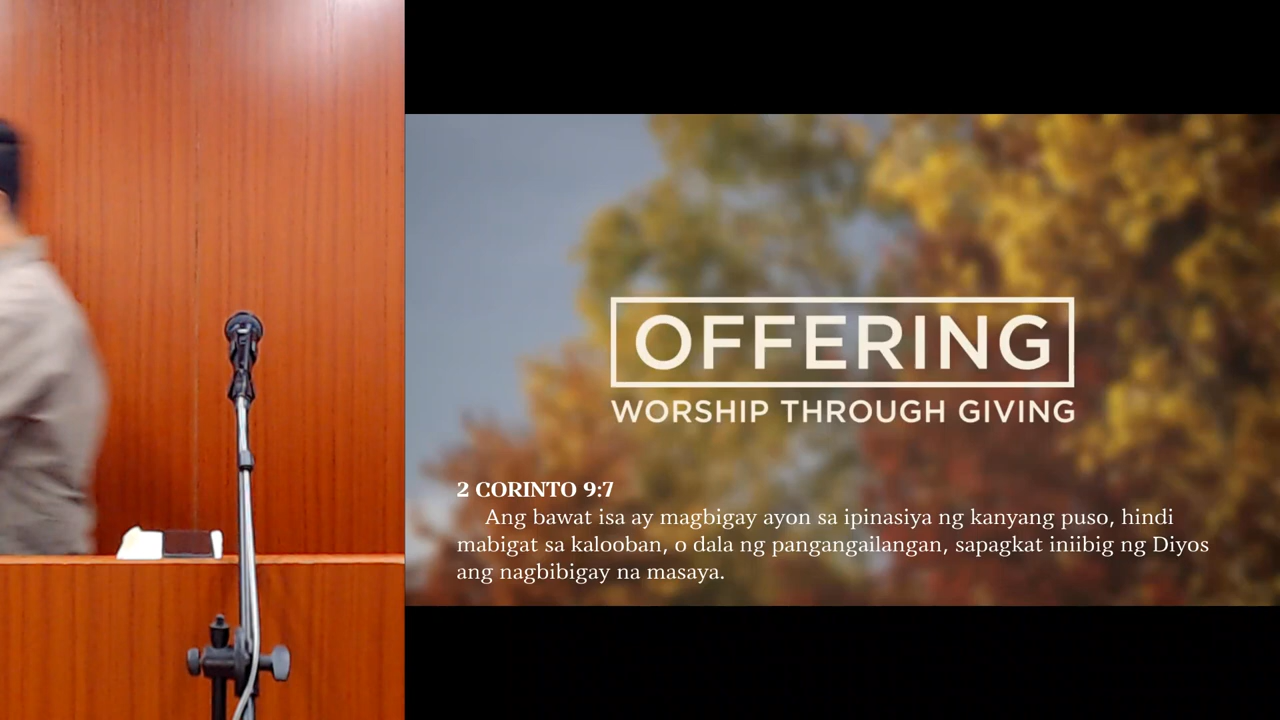 OFFERING
WORSHIP THROUGH GIVING
2 CORINTO 9:7
Ang bawat isa ay magbigay ayon sa ipinasiya ng kanyang puso, hindi
mabigat sa kalooban, o dala ng pangangailangan, sapagkat iniibig ng Diyos
ang nagbibigay na masaya.